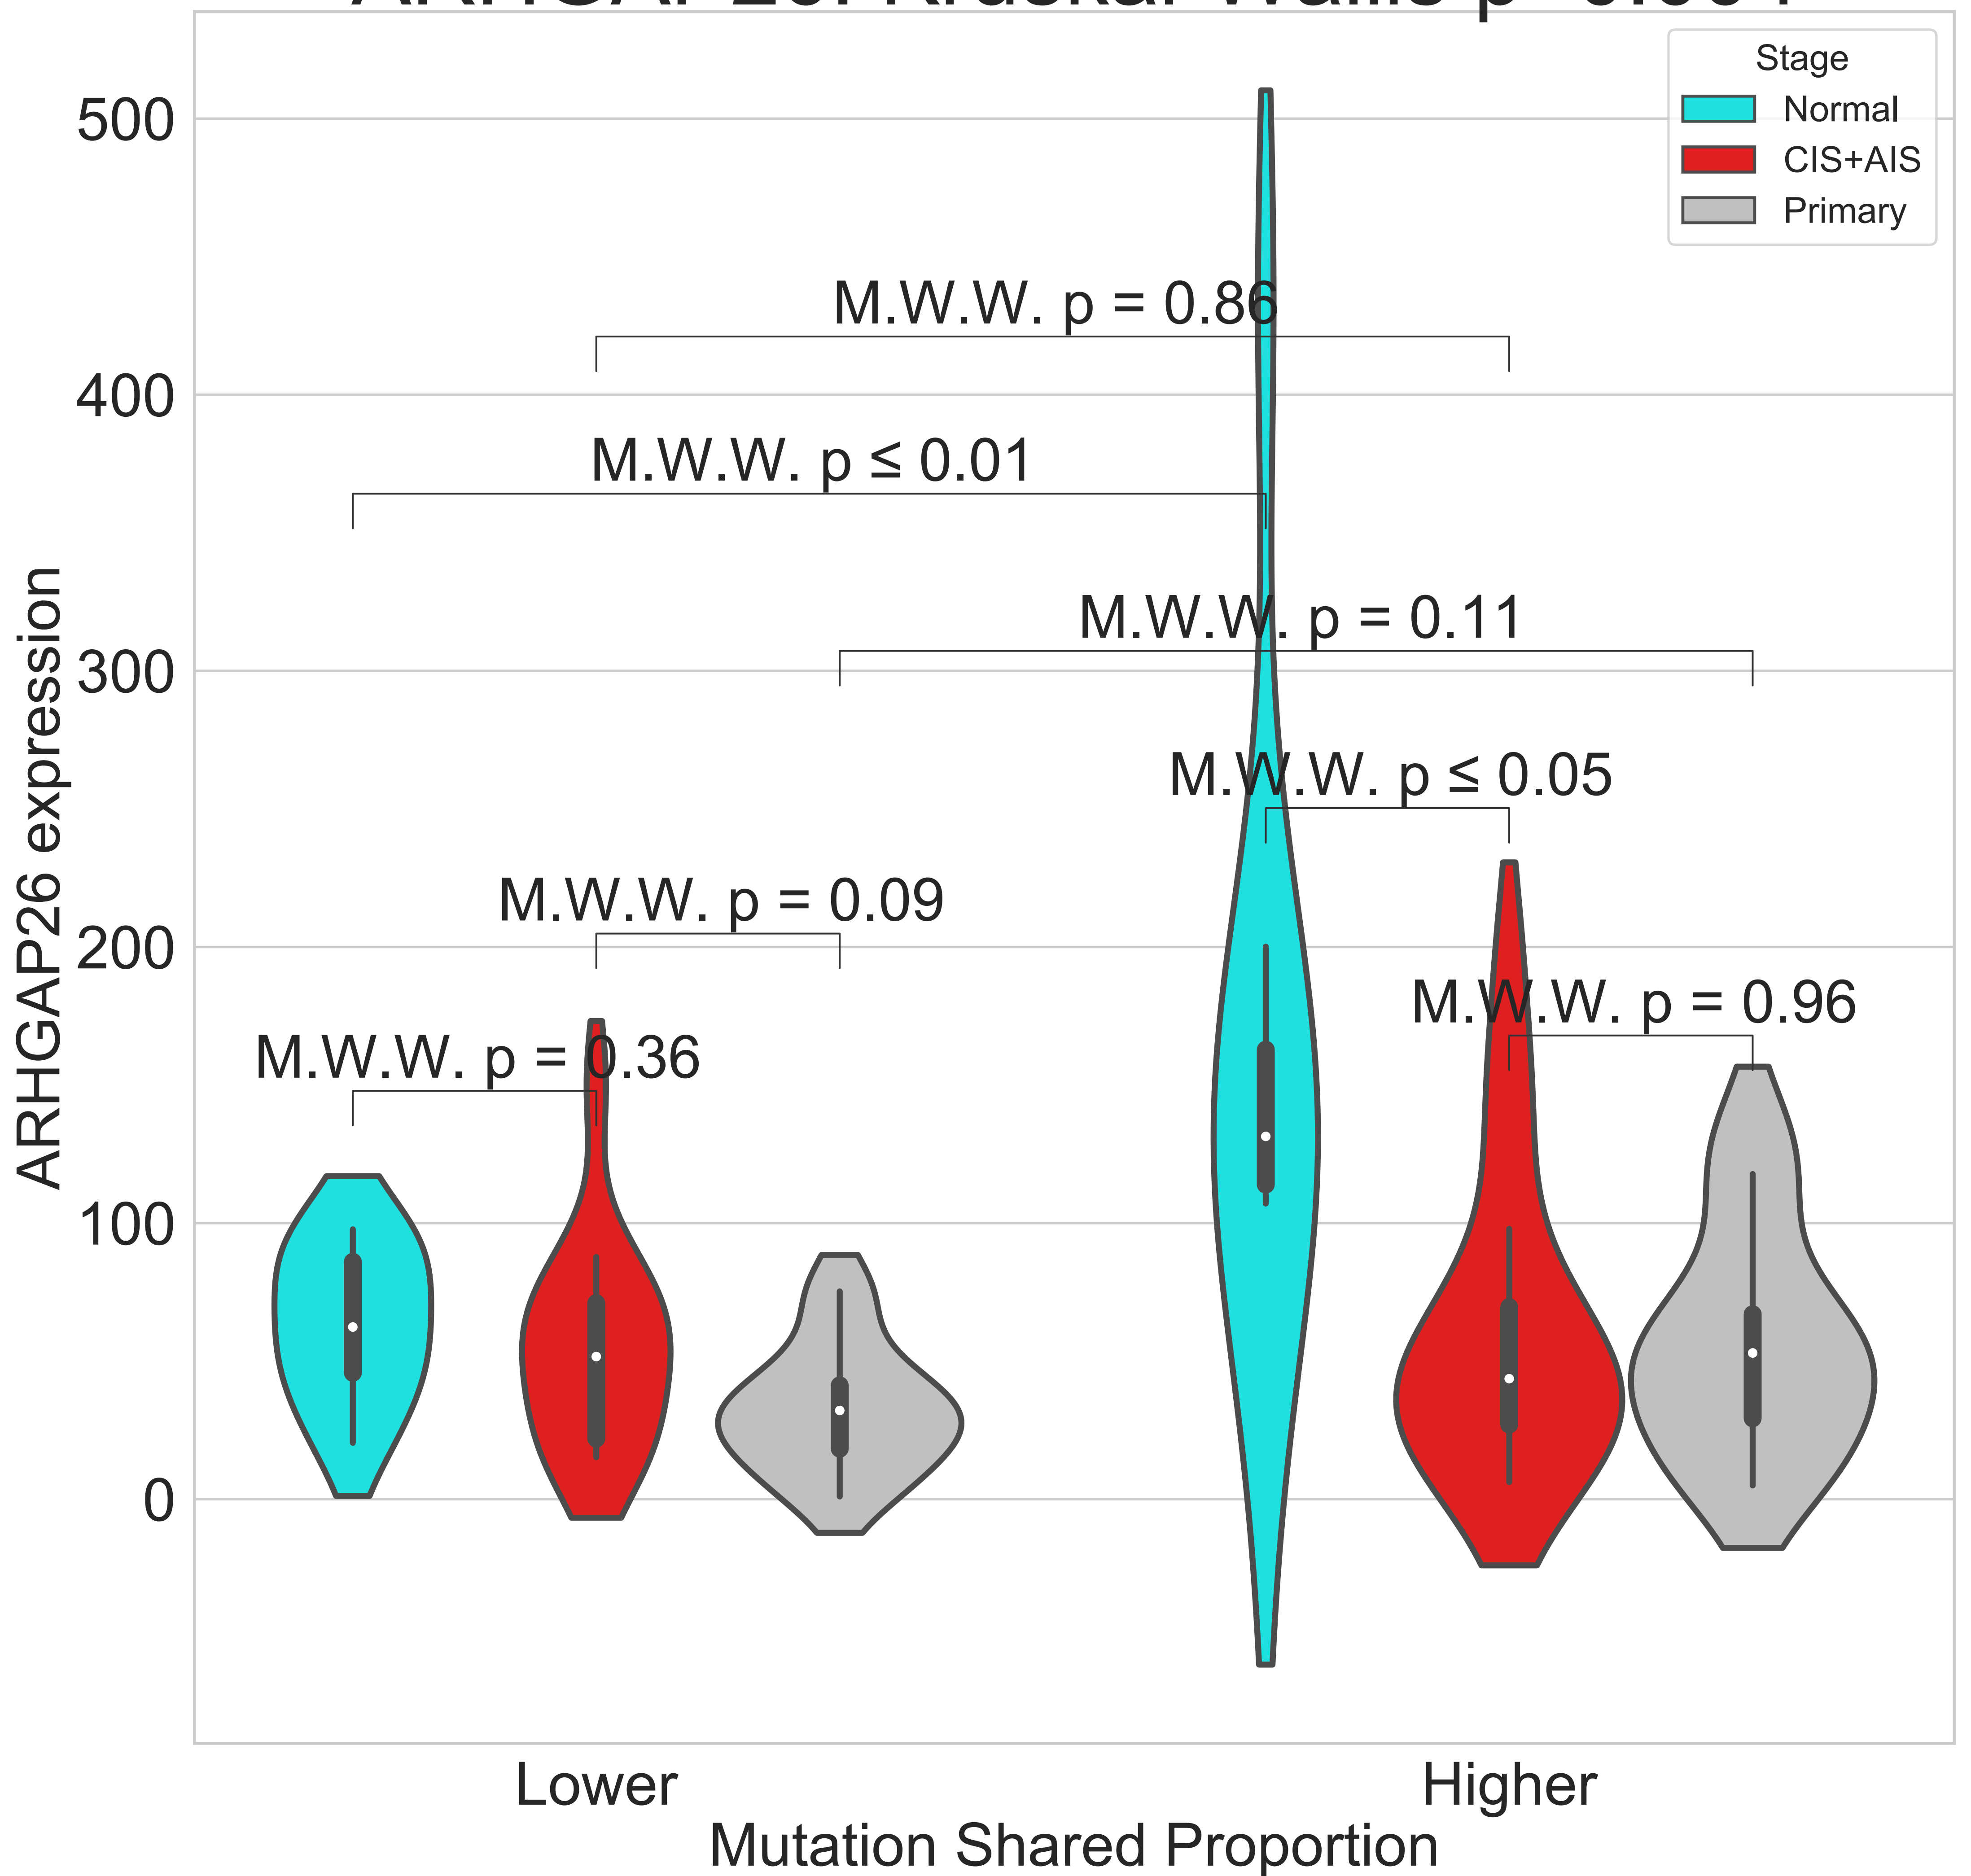 Stage
Normal
CIS+AIS
Primary
500
400
300
200
100
0
ARHGAP26 expression
M.W.W. p = 0.86
M.W.W. p ≤ 0.01
M.W.W. p = 0.11
M.W.W. p ≤ 0.05
M.W.W. p = 0.09
M.W.W. p = 0.96
M.W.W. p = 0.36
Lower
Higher
Mutation Shared Proportion